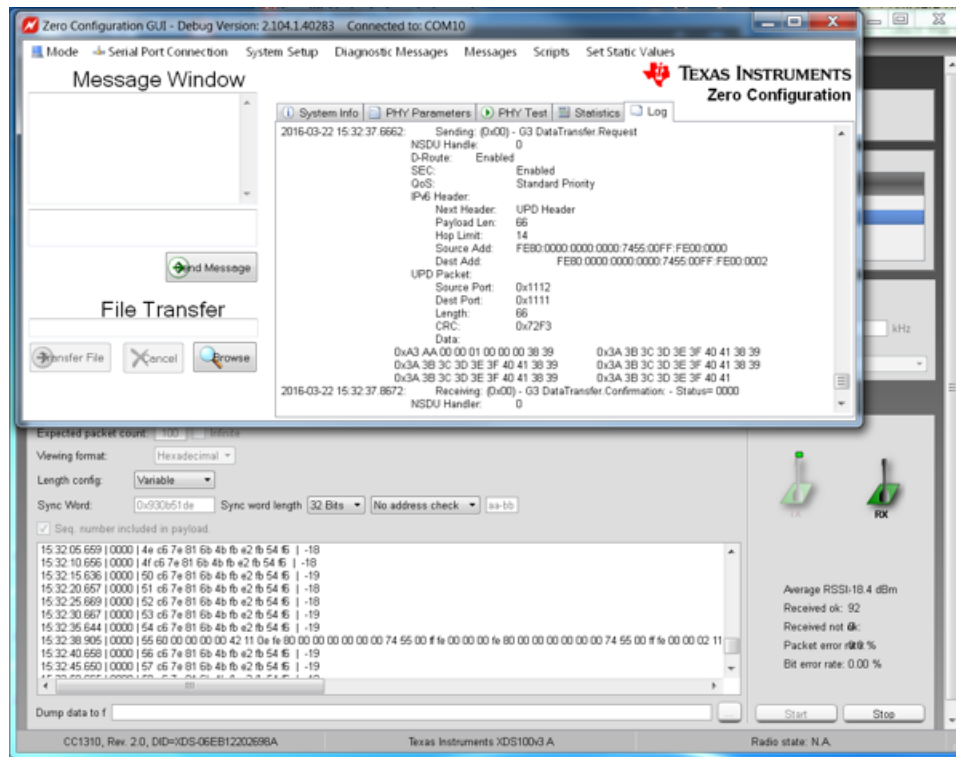 Zero Configuration GUI - Debug Version: 2.104.1.40283 Connected to: COM10
Mode Serial Port Connection System Setup Diagnostic Messages Messages Scripts Set Static Values
TEXAS INSTRUMENTS
Zero Configuration
Message Window
System Info PHY Parameters PHY Test Statistics Log
2016-03-22 15:32:37.6662: Sending: (0x00) - G3 DataTransfer.Request
NSDU Handle: 0
D-Route: Enabled
SEC: Enabled
QoS: Standard Priority
IPv6 Header:
Next Header: UPD Header
Payload Len: 66
Hop Limit: 14
Source Add: FE80:0000:0000:0000:7455:00FF:FE00:0000
Dest Add: FE80:0000:0000:0000:7455:00FF:FE00:0002
UPD Packet:
Source Port: 0x1112
Dest Port: 0x1111
Length: 66
CRC: 0x72F3
Data:
0xA3 AA 00 00 01 00 00 00 38 39 0x3A 3B 3C 3D 3E 3F 40 41 38 39
0x3A 3B 3C 3D 3E 3F 40 41 38 39 0x3A 3B 3C 3D 3E 3F 40 41 38 39
0x3A 3B 3C 3D 3E 3F 40 41 38 39 0x3A 3B 3C 3D 3E 3F 40 41
2016-03-22 15:32:37.8672: Receiving: (0x00) - G3 DataTransfer.Confirmation: - Status= 0000
NSDU Handler: 0
Message
File Transfer
Transfer File Cancel Browse
kHz
Expected packet count: 100 Infinite
Viewing format: Hexadecimal
Length config: Variable
Sync Word: 0x930b51de Sync word length 32 Bits No address check aa-bb
Seq. number included in payload.
15:32:05.659 | 0000 | 4e c6 7e 81 6b 4b fb e2 fb 54 f6 | -18
15:32:10.656 | 0000 | 4f c6 7e 81 6b 4b fb e2 fb 54 f6 | -18
15:32:15.636 | 0000 | 50 c6 7e 81 6b 4b fb e2 fb 54 f6 | -19
15:32:20.657 | 0000 | 51 c6 7e 81 6b 4b fb e2 fb 54 f6 | -18
15:32:25.669 | 0000 | 52 c6 7e 81 6b 4b fb e2 fb 54 f6 | -18
15:32:30.667 | 0000 | 53 c6 7e 81 6b 4b fb e2 fb 54 f6 | -19
15:32:35.644 | 0000 | 54 c6 7e 81 6b 4b fb e2 fb 54 f6 | -19
15:32:38.905 | 0000 | 55 60 00 00 00 00 42 11 0e fe 80 00 00 00 00 00 00 74 55 00 ff fe 00 00 00 fe 80 00 00 00 00 00 00 74 55 00 ff fe 00 00 02 11
15:32:40.658 | 0000 | 56 c6 7e 81 6b 4b fb e2 fb 54 f6 | -19
15:32:45.650 | 0000 | 57 c6 7e 81 6b 4b fb e2 fb 54 f6 | -19
TX
RX
Average RSSI:-18.4 dBm
Received ok: 92
Received not ok:
Packet error %
Bit error rate: 0.00 %
Dump data to f
...
Start Stop
CC1310, Rev. 2.0, DID=XDS-06EB12202698A Texas Instruments XDS100v3 A Radio state: N.A.